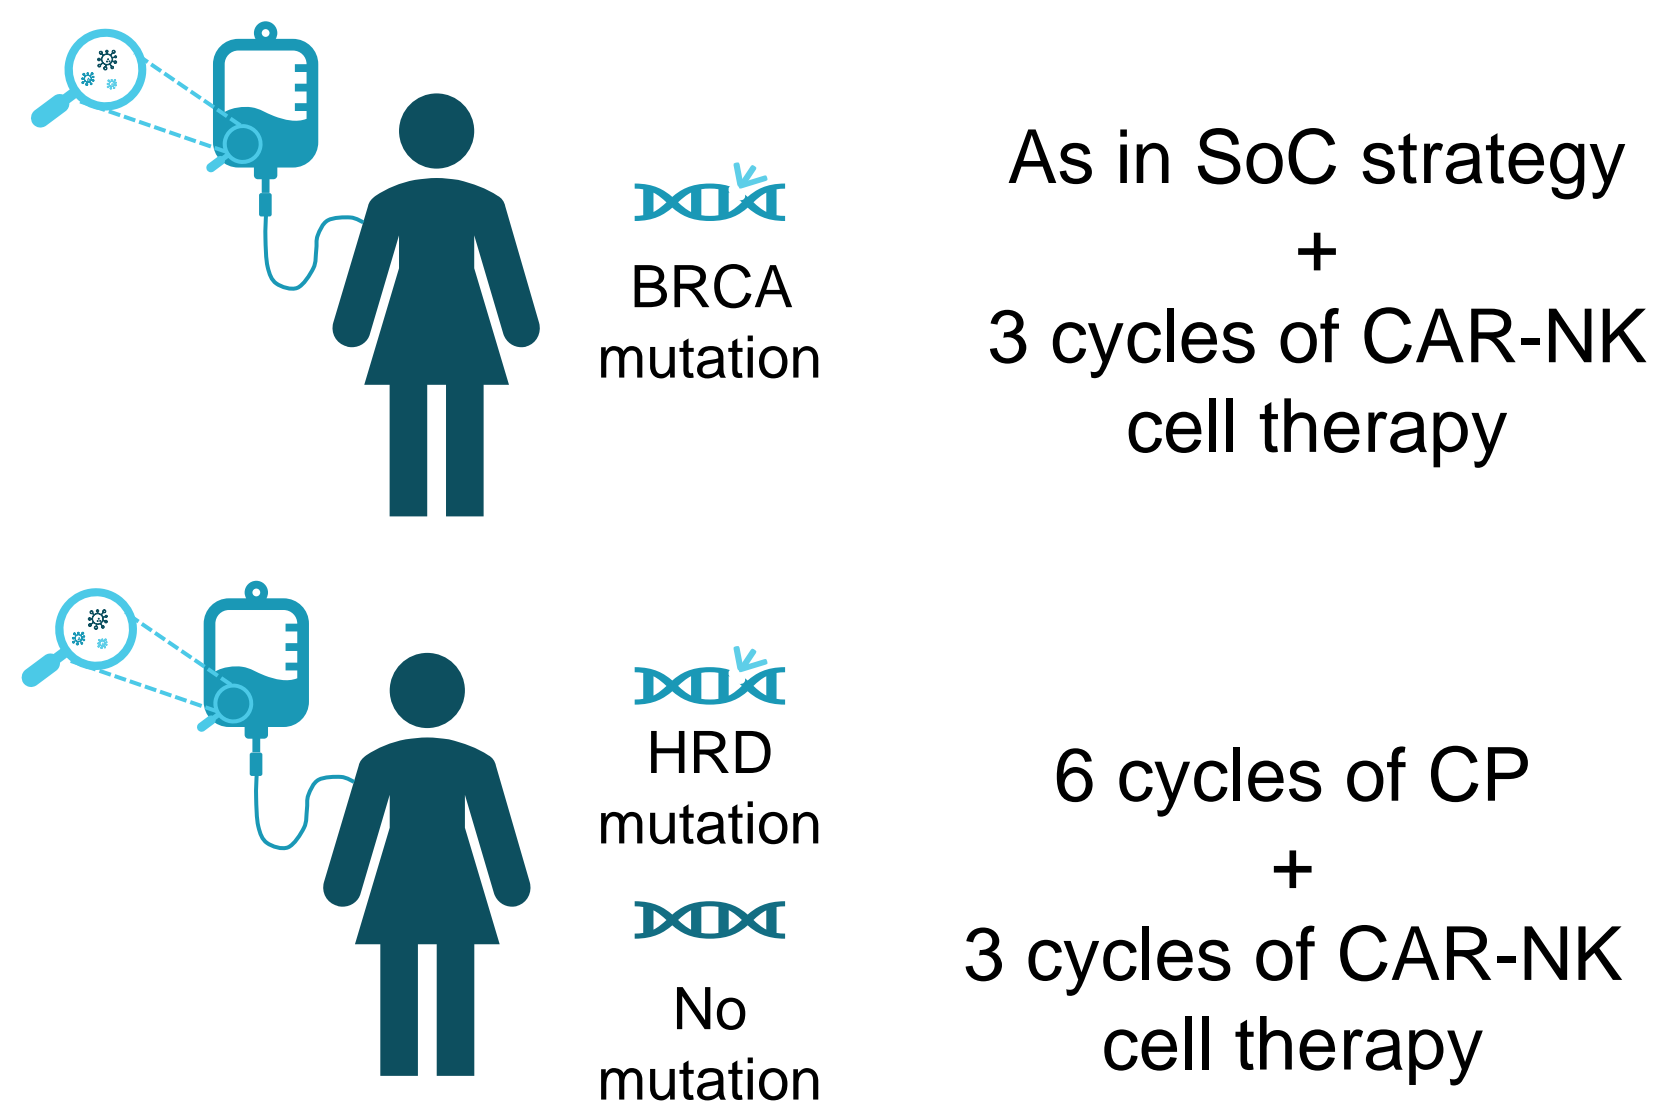 BRCA
mutation
As in SoC strategy
+
3 cycles of CAR-NK
cell therapy
HRD
mutation
No
mutation
6 cycles of CP
+
3 cycles of CAR-NK
cell therapy